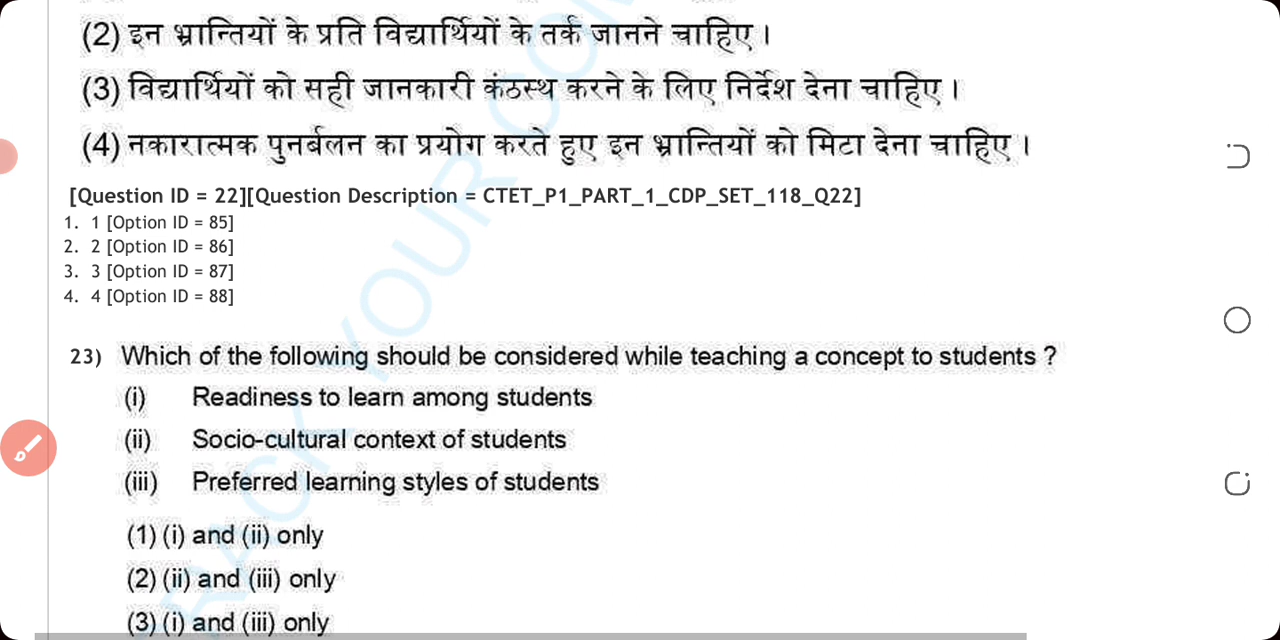 (2) इन भ्रान्तियों के प्रति विद्यार्थियों के तर्क जानने चाहिए।
(3) विद्यार्थियों को सही जानकारी कंठस्थ करने के लिए निर्देश देना चाहिए।
(4) नकारात्मक पुनर्बलन का प्रयोग करते हुए इन भ्रान्तियों को मिटा देना चाहिए।
[Question ID = 22][Question Description = CTET_P1_PART_1_CDP_SET_118_Q22]
1. 1 [Option ID = 85]
2. 2 [Option ID = 86]
3. 3 [Option ID = 87]
4. 4 [Option ID = 88]
23) Which of the following should be considered while teaching a concept to students ?
(i) Readiness to learn among students
(ii) Socio-cultural context of students
(iii) Preferred learning styles of students
(1) (i) and (ii) only
(2) (ii) and (iii) only
(3) (i) and (iii) only
RACK YOUR COM